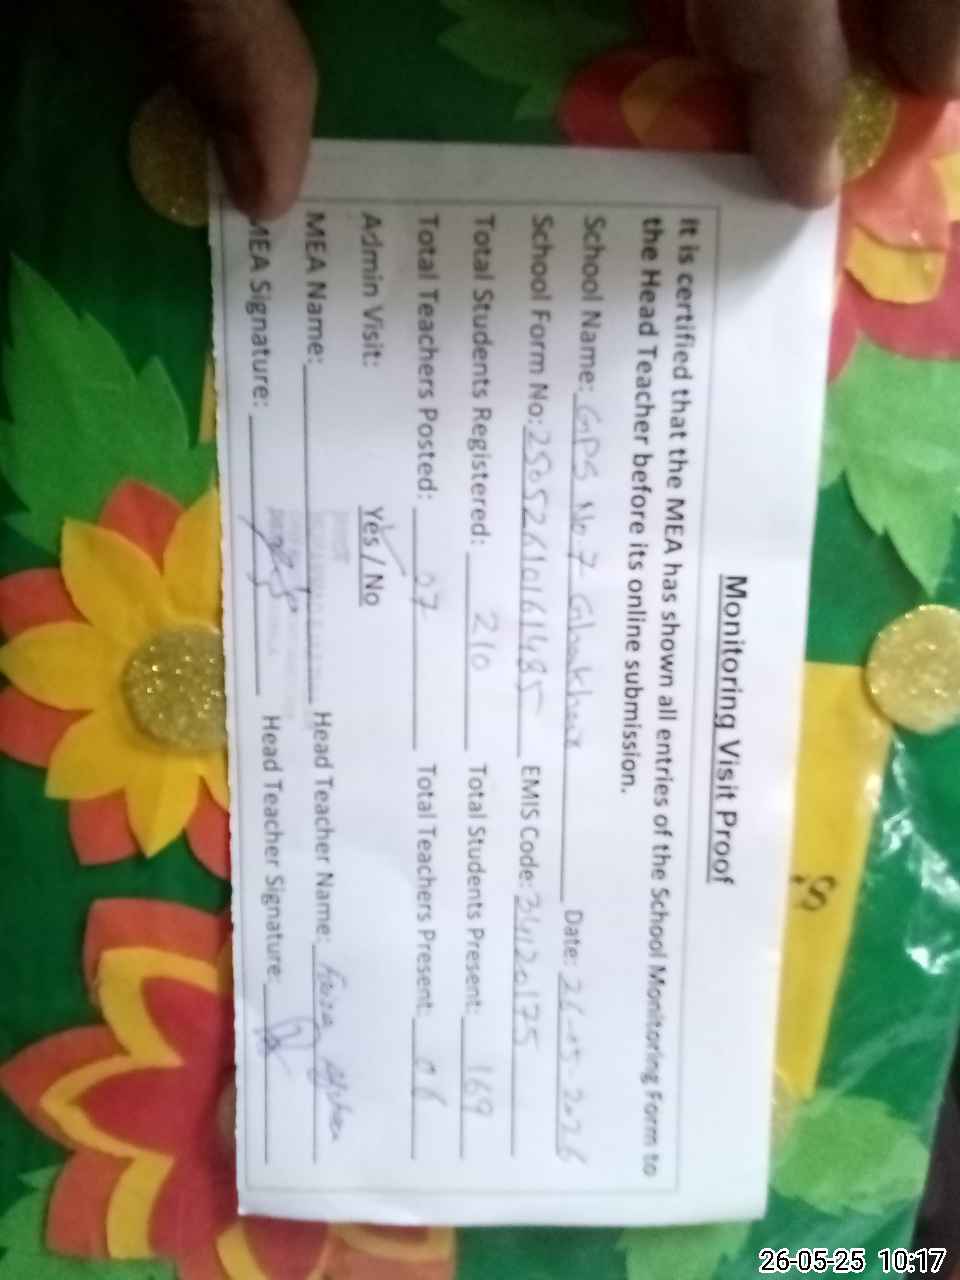 Monitoring Visit Proof
It is certified that the MEA has shown all entries of the School Monitoring Form to
the Head Teacher before its online submission.
School Name: GPS No.7 Date: 26-05-2026
School Form No: 25052610161485 EMIS Code: 34120175
Total Students Registered: 210 Total Students Present: 169
Total Teachers Posted: 07 Total Teachers Present: 06
Admin Visit: Yes / No
MEA Name: Head Teacher Name:
MEA Signature: Head Teacher Signature:
26-05-25 10:17